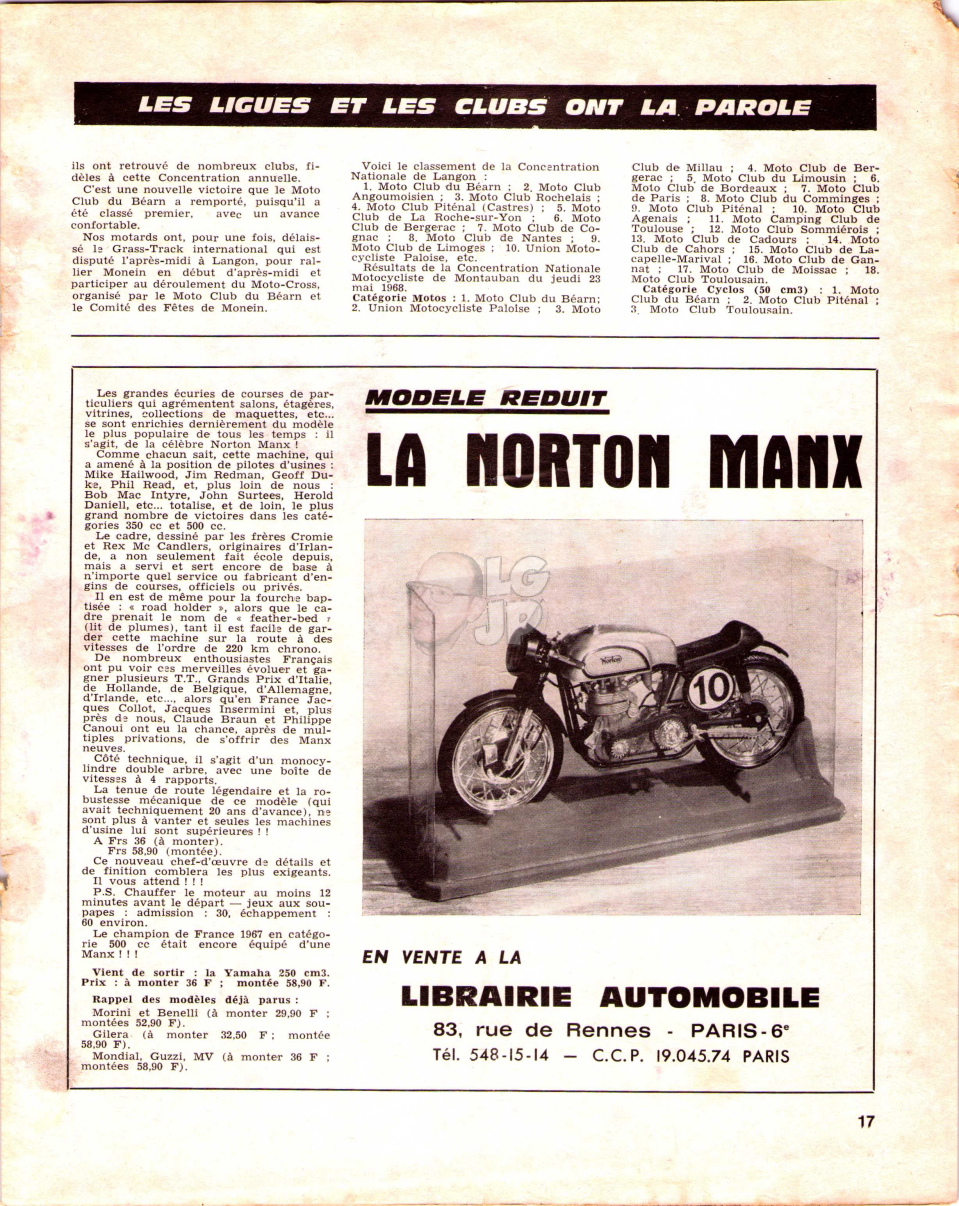 LES LIGUES ET LES CLUBS ONT LA PAROLE
ils ont retrouvé de nombreux clubs, fi-
dèles à cette Concentration annuelle.
C'est une nouvelle victoire que le Moto
Club du Béarn a remporté, puisqu'il a
été classé premier, avec un avance
confortable.
Nos motards ont, pour une fois, délais-
sé le Grass-Track international qui est
disputé l'après-midi à Langon, pour ral-
lier Monein en début d'après-midi et
participer au déroulement du Moto-Cross,
organisé par le Moto Club du Béarn et
le Comité des Fêtes de Monein.
Voici le classement de la Concentration
Nationale de Langon :
1. Moto Club du Béarn ; 2. Moto Club
Angoumoisien ; 3. Moto Club Rochelais ;
4. Moto Club Piténal (Castres) ; 5. Moto
Club de La Roche-sur-Yon ; 6. Moto
Club de Bergerac ; 7. Moto Club de Co-
gnac ; 8. Moto Club de Nantes ; 9.
Moto Club de Limoges ; 10. Union Moto-
cycliste Paloise, etc.
Résultats de la Concentration Nationale
Motocycliste de Montauban du jeudi 23
mai 1968.
Catégorie Motos : 1. Moto Club du Béarn;
2. Union Motocycliste Paloise ; 3. Moto
Club de Millau ; 4. Moto Club de Ber-
gerac ; 5. Moto Club du Limousin ; 6.
Moto Club de Bordeaux ; 7. Moto Club
de Paris ; 8. Moto Club du Comminges ;
9. Moto Club Piténal ; 10. Moto Club
Agenais ; 11. Moto Camping Club de
Toulouse ; 12. Moto Club Sommiérois ;
13. Moto Club de Cadours ; 14. Moto
Club de Cahors ; 15. Moto Club de La-
capelle-Marival ; 16. Moto Club de Gan-
nat ; 17. Moto Club de Moissac ; 18.
Moto Club Toulousain.
Catégorie Cyclos (50 cm3) : 1. Moto
Club du Béarn ; 2. Moto Club Piténal ;
3. Moto Club Toulousain.
Les grandes écuries de courses de par-
ticuliers qui agrémentent salons, étagères,
vitrines, collections de maquettes, etc...
se sont enrichies dernièrement du modèle
le plus populaire de tous les temps : il
s'agit, de la célèbre Norton Manx !
Comme chacun sait, cette machine, qui
a amené à la position de pilotes d'usines :
Mike Hailwood, Jim Redman, Geoff Du-
ke, Phil Read, et, plus loin de nous :
Bob Mac Intyre, John Surtees, Herold
Daniell, etc... totalise, et de loin, le plus
grand nombre de victoires dans les caté-
gories 350 cc et 500 cc.
Le cadre, dessiné par les frères Cromie
et Rex Mc Candlers, originaires d'Irlan-
de, a non seulement fait école depuis,
mais a servi et sert encore de base à
n'importe quel service ou fabricant d'en-
gins de courses, officiels ou privés.
Il en est de même pour la fourche bap-
tisée : « road holder », alors que le ca-
dre prenait le nom de « feather-bed »
(lit de plumes), tant il est facile de gar-
der cette machine sur la route à des
vitesses de l'ordre de 220 km chrono.
De nombreux enthousiastes Français
ont pu voir ces merveilles évoluer et ga-
gner plusieurs T.T., Grands Prix d'Italie,
de Hollande, de Belgique, d'Allemagne,
d'Irlande, etc..., alors qu'en France Jac-
ques Collot, Jacques Insermini et, plus
près de nous, Claude Braun et Philippe
Canoui ont eu la chance, après de mul-
tiples privations, de s'offrir des Manx
neuves.
Côté technique, il s'agit d'un monocy-
lindre double arbre, avec une boîte de
vitesses à 4 rapports.
La tenue de route légendaire et la ro-
bustesse mécanique de ce modèle (qui
avait techniquement 20 ans d'avance), ne
sont plus à vanter et seules les machines
d'usine lui sont supérieures ! !
A Frs 36 (à monter).
Frs 58,90 (montée).
Ce nouveau chef-d'œuvre de détails et
de finition comblera les plus exigeants.
Il vous attend ! ! !
P.S. Chauffer le moteur au moins 12
minutes avant le départ — jeux aux sou-
papes : admission : 30, échappement :
60 environ.
Le champion de France 1967 en catégo-
rie 500 cc était encore équipé d'une
Manx ! ! !
Vient de sortir : la Yamaha 250 cm3.
Prix : à monter 36 F ; montée 58,90 F.
Rappel des modèles déjà parus :
Morini et Benelli (à monter 29,90 F ;
montées 52,90 F).
Gilera (à monter 32,50 F ; montée
58,90 F).
Mondial, Guzzi, MV (à monter 36 F ;
montées 58,90 F).
MODELE REDUIT
LA NORTON MANX
LG
JP
Norton
10
EN VENTE A LA
LIBRAIRIE AUTOMOBILE
83, rue de Rennes - PARIS-6e
Tél. 548-15-14 — C.C.P. 19.045.74 PARIS
17